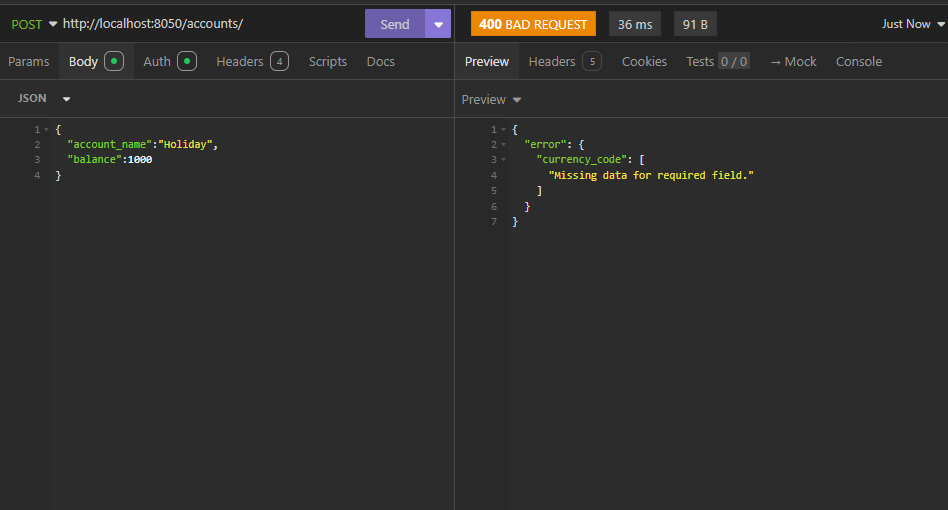 POST http://localhost:8050/accounts/ Send
Params Body Auth Headers 4 Scripts Docs
JSON
1 {
2 "account_name":"Holiday",
3 "balance":1000
4 }
400 BAD REQUEST 36 ms 91 B Just Now
Preview Headers 5 Cookies Tests 0 / 0 → Mock Console
Preview
1 {
2 "error": {
3 "currency_code": [
4 "Missing data for required field."
5 ]
6 }
7 }